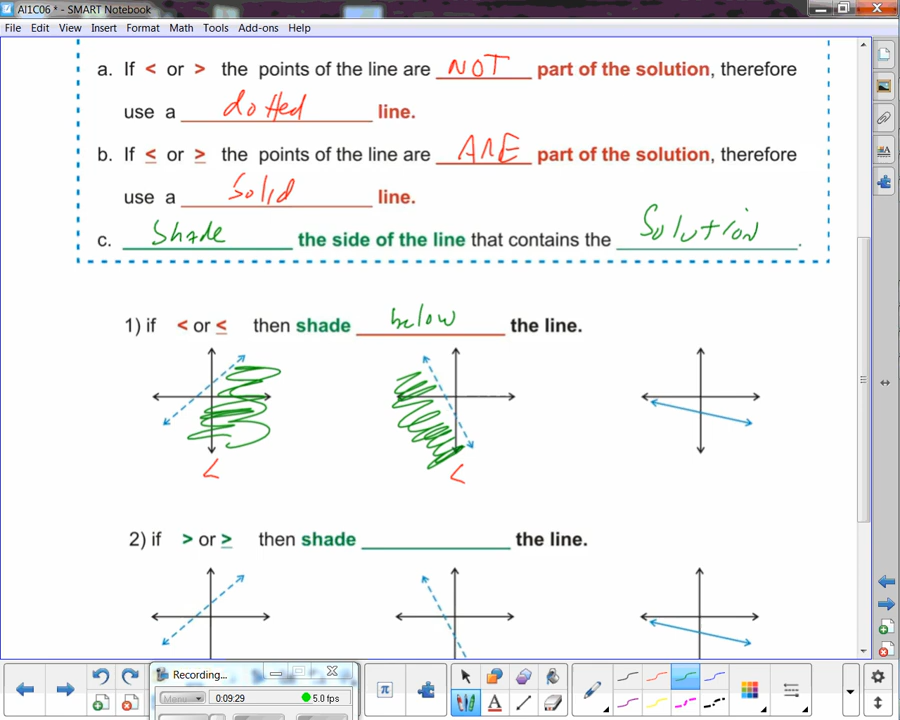 AI1C06 * - SMART Notebook
File Edit View Insert Format Math Tools Add-ons Help
a. If < or > the points of the line are NOT part of the solution, therefore
use a dotted line.
b. If ≤ or ≥ the points of the line are ARE part of the solution, therefore
use a solid line.
c. Shade the side of the line that contains the Solution.
1) if < or ≤ then shade below the line.
< <
2) if > or ≥ then shade ____________ the line.
Recording...
Menu 0:09:29 5.0 fps
π A